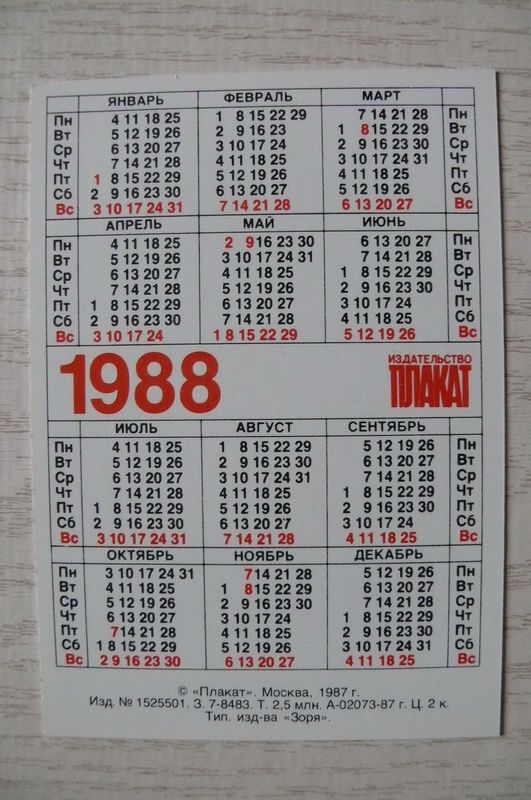 ЯНВАРЬ ФЕВРАЛЬ МАРТ
Пн 4 11 18 25 1 8 15 22 29 7 14 21 28 Пн
Вт 5 12 19 26 2 9 16 23 1 8 15 22 29 Вт
Ср 6 13 20 27 3 10 17 24 2 9 16 23 30 Ср
Чт 7 14 21 28 4 11 18 25 3 10 17 24 31 Чт
Пт 1 8 15 22 29 5 12 19 26 4 11 18 25 Пт
Сб 2 9 16 23 30 6 13 20 27 5 12 19 26 Сб
Вс 3 10 17 24 31 7 14 21 28 6 13 20 27 Вс
АПРЕЛЬ МАЙ ИЮНЬ
Пн 4 11 18 25 2 9 16 23 30 6 13 20 27 Пн
Вт 5 12 19 26 3 10 17 24 31 7 14 21 28 Вт
Ср 6 13 20 27 4 11 18 25 1 8 15 22 29 Ср
Чт 7 14 21 28 5 12 19 26 2 9 16 23 30 Чт
Пт 1 8 15 22 29 6 13 20 27 3 10 17 24 Пт
Сб 2 9 16 23 30 7 14 21 28 4 11 18 25 Сб
Вс 3 10 17 24 1 8 15 22 29 5 12 19 26 Вс
1988
ИЗДАТЕЛЬСТВО
ПЛАКАТ
ИЮЛЬ АВГУСТ СЕНТЯБРЬ
Пн 4 11 18 25 1 8 15 22 29 5 12 19 26 Пн
Вт 5 12 19 26 2 9 16 23 30 6 13 20 27 Вт
Ср 6 13 20 27 3 10 17 24 31 7 14 21 28 Ср
Чт 7 14 21 28 4 11 18 25 1 8 15 22 29 Чт
Пт 1 8 15 22 29 5 12 19 26 2 9 16 23 30 Пт
Сб 2 9 16 23 30 6 13 20 27 3 10 17 24 Сб
Вс 3 10 17 24 31 7 14 21 28 4 11 18 25 Вс
ОКТЯБРЬ НОЯБРЬ ДЕКАБРЬ
Пн 3 10 17 24 31 7 14 21 28 5 12 19 26 Пн
Вт 4 11 18 25 1 8 15 22 29 6 13 20 27 Вт
Ср 5 12 19 26 2 9 16 23 30 7 14 21 28 Ср
Чт 6 13 20 27 3 10 17 24 1 8 15 22 29 Чт
Пт 7 14 21 28 4 11 18 25 2 9 16 23 30 Пт
Сб 1 8 15 22 29 5 12 19 26 3 10 17 24 31 Сб
Вс 2 9 16 23 30 6 13 20 27 4 11 18 25 Вс
© «Плакат». Москва, 1987 г.
Изд. № 1525501. З. 7-8483. Т. 2,5 млн. А-02073-87 г. Ц. 2 к.
Тип. изд-ва «Зоря».